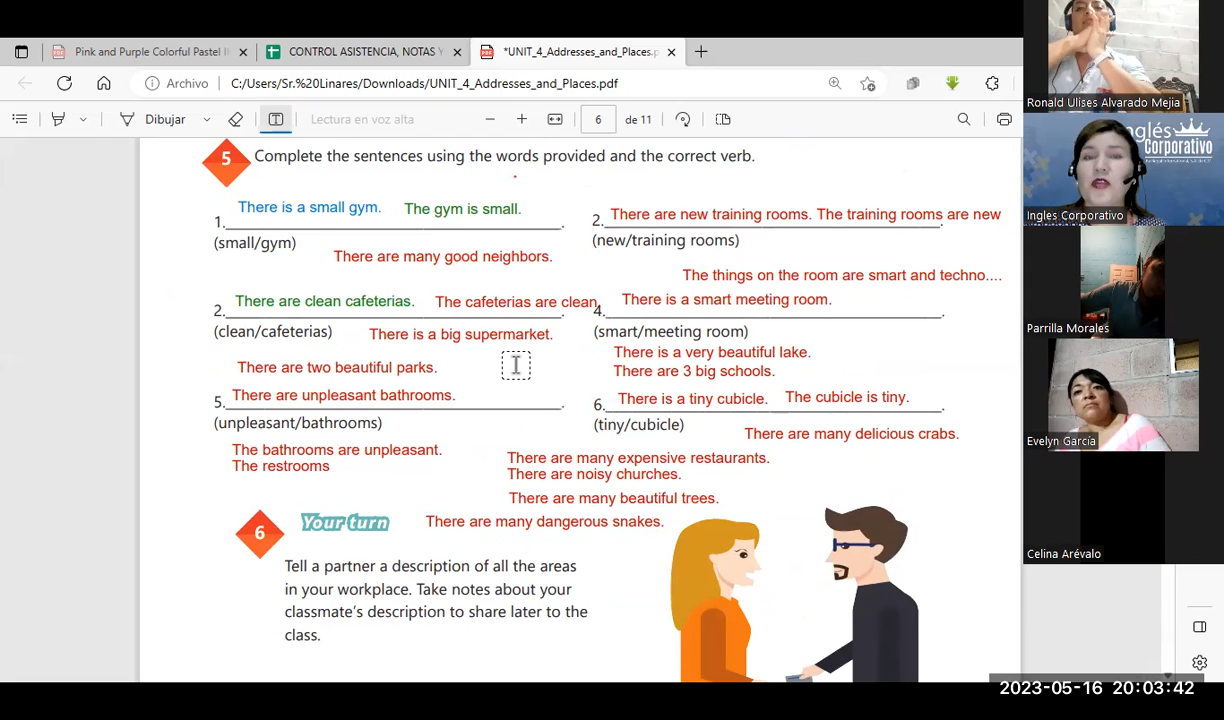 Pink and Purple Colorful Pastel Il
CONTROL ASISTENCIA, NOTAS Y
*UNIT_4_Addresses_and_Places.p
Archivo
C:/Users/Sr.%20Linares/Downloads/UNIT_4_Addresses_and_Places.pdf
Dibujar
Lectura en voz alta
6
de 11
5
Complete the sentences using the words provided and the correct verb.
1.
There is a small gym.
The gym is small.
(small/gym)
There are many good neighbors.
2.
There are new training rooms. The training rooms are new
(new/training rooms)
The things on the room are smart and techno....
2.
There are clean cafeterias.
The cafeterias are clean.
(clean/cafeterias)
There is a big supermarket.
There are two beautiful parks.
4.
There is a smart meeting room.
(smart/meeting room)
There is a very beautiful lake.
There are 3 big schools.
5.
There are unpleasant bathrooms.
(unpleasant/bathrooms)
The bathrooms are unpleasant.
The restrooms
6.
There is a tiny cubicle.
The cubicle is tiny.
(tiny/cubicle)
There are many delicious crabs.
There are many expensive restaurants.
There are noisy churches.
There are many beautiful trees.
There are many dangerous snakes.
6
Your turn
Tell a partner a description of all the areas
in your workplace. Take notes about your
classmate's description to share later to the
class.
Ronald Ulises Alvarado Mejia
Inglés
Corporativo
Ingles Corporativo
Parrilla Morales
Evelyn García
Celina Arévalo
2023-05-16 20:03:42